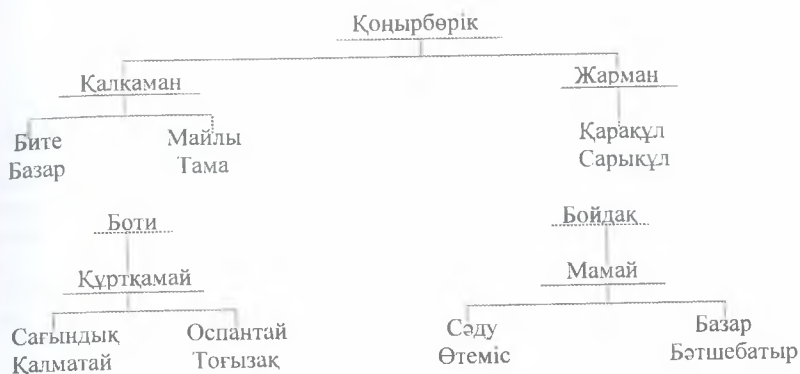 Қоңырбөрік
Қалкаман Жарман
Бите Майлы Қарақұл
Базар Тама Сарықұл
Боти Бойдақ
Құртқамай Мамай
Сағындық Оспантай Сәду Базар
Қалматай Тоғызақ Өтеміс Бәтшебатыр